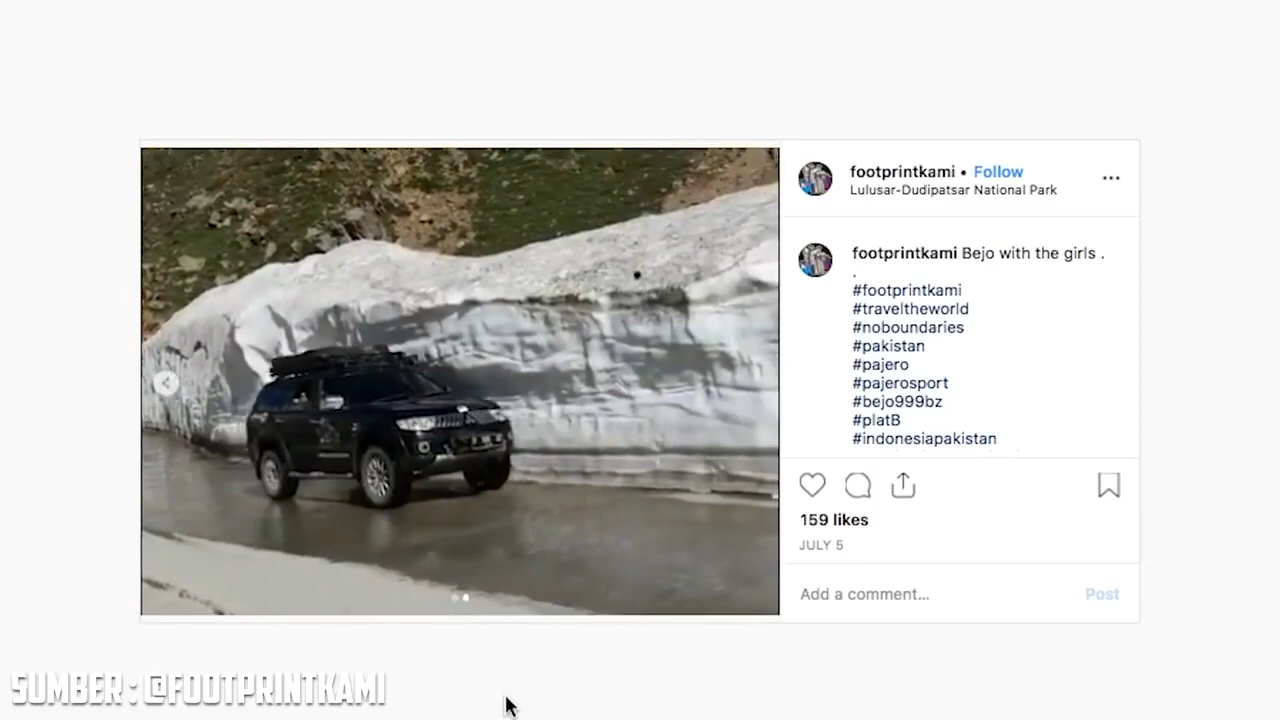 footprintkami • Follow
Lulusar-Dudipatsar National Park
footprintkami Bejo with the girls .
.
#footprintkami
#traveltheworld
#noboundaries
#pakistan
#pajero
#pajerosport
#bejo999bz
#platB
#indonesiapakistan
159 likes
JULY 5
Add a comment... Post
SUMBER : @FOOTPRINTKAMI